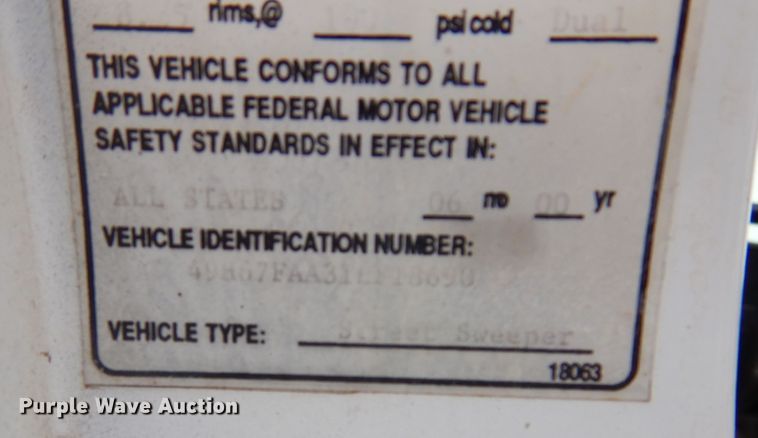 rims,@ psi cold Dual
THIS VEHICLE CONFORMS TO ALL
APPLICABLE FEDERAL MOTOR VEHICLE
SAFETY STANDARDS IN EFFECT IN:
ALL STATES 06 mo 00 yr
VEHICLE IDENTIFICATION NUMBER:
VEHICLE TYPE: Street Sweeper
18063
Purple Wave Auction